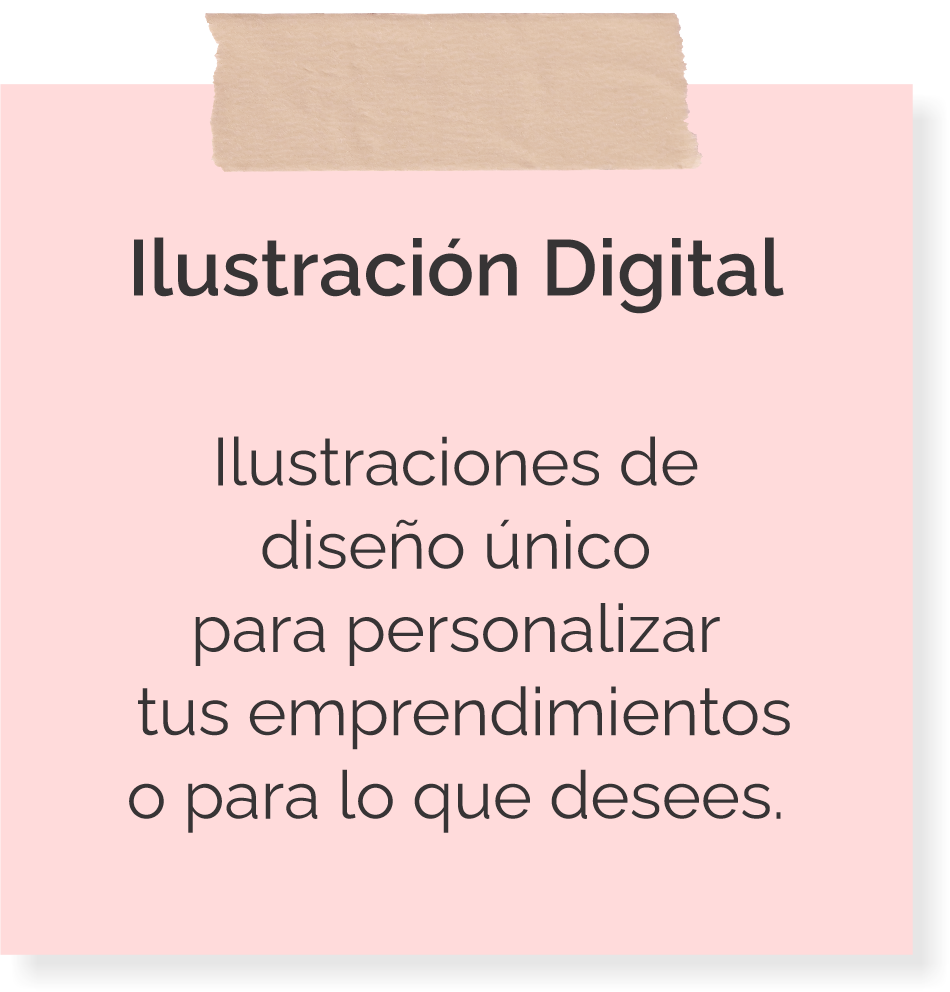 Ilustración Digital
Ilustraciones de
diseño único
para personalizar
tus emprendimientos
o para lo que desees.